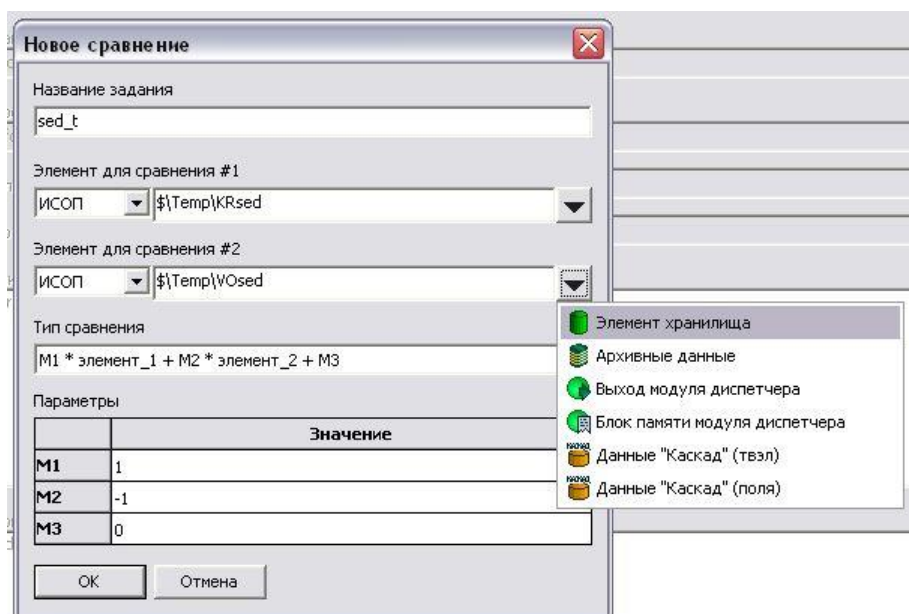 Новое сравнение
Название задания
sed_t
Элемент для сравнения #1
ИСОП $\Temp\KRsed
Элемент для сравнения #2
ИСОП $\Temp\VOsed
Тип сравнения
M1 * элемент_1 + M2 * элемент_2 + M3
Параметры
Значение
M1 1
M2 -1
M3 0
OK Отмена
Элемент хранилища
Архивные данные
Выход модуля диспетчера
Блок памяти модуля диспетчера
Данные "Каскад" (твэл)
Данные "Каскад" (поля)